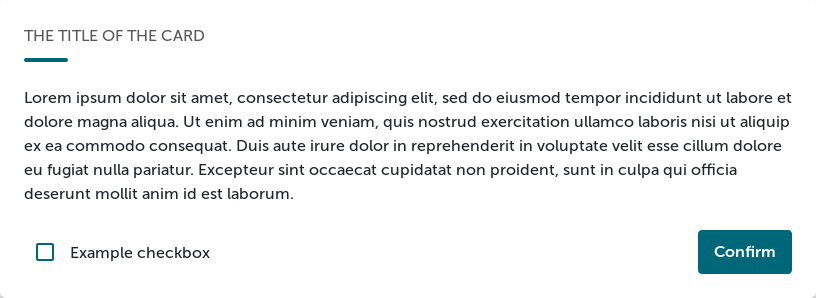 THE TITLE OF THE CARD
Lorem ipsum dolor sit amet, consectetur adipiscing elit, sed do eiusmod tempor incididunt ut labore et
dolore magna aliqua. Ut enim ad minim veniam, quis nostrud exercitation ullamco laboris nisi ut aliquip
ex ea commodo consequat. Duis aute irure dolor in reprehenderit in voluptate velit esse cillum dolore
eu fugiat nulla pariatur. Excepteur sint occaecat cupidatat non proident, sunt in culpa qui officia
deserunt mollit anim id est laborum.
Example checkbox
Confirm